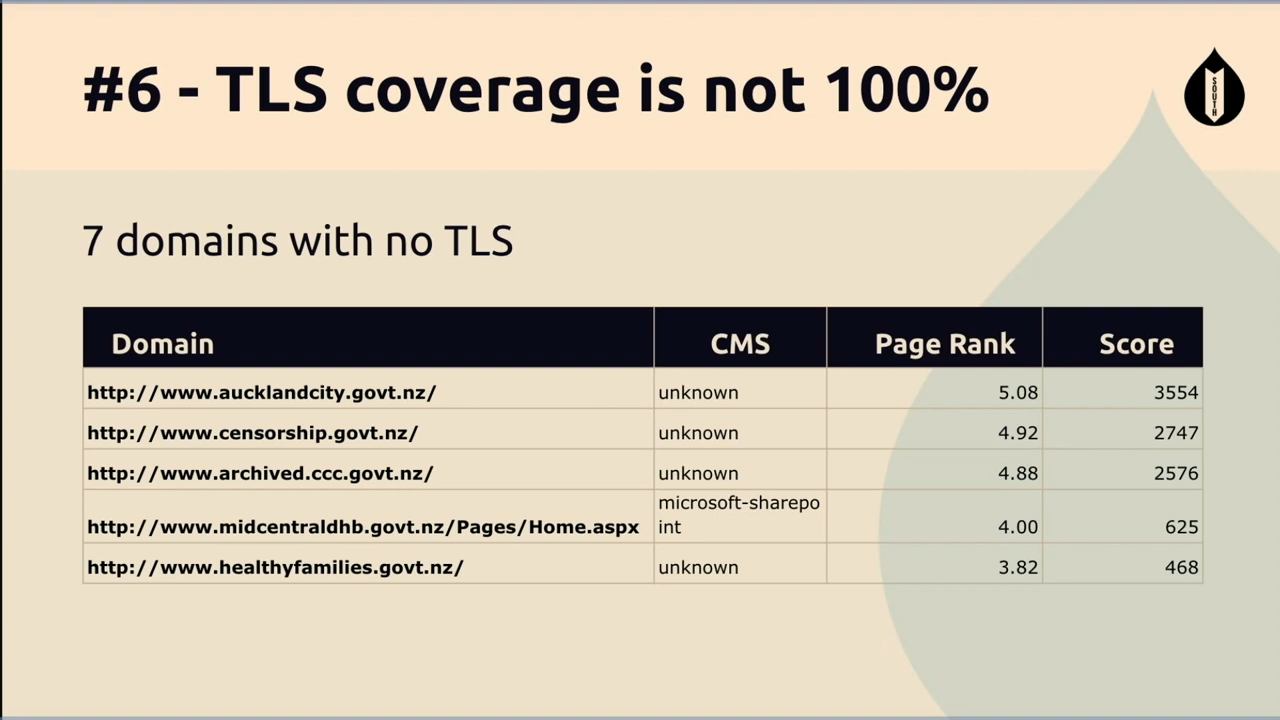 #6 - TLS coverage is not 100%
SOUTH
7 domains with no TLS
Domain CMS Page Rank Score
http://www.aucklandcity.govt.nz/ unknown 5.08 3554
http://www.censorship.govt.nz/ unknown 4.92 2747
http://www.archived.ccc.govt.nz/ unknown 4.88 2576
microsoft-sharepo
http://www.midcentraldhb.govt.nz/Pages/Home.aspx int 4.00 625
http://www.healthyfamilies.govt.nz/ unknown 3.82 468